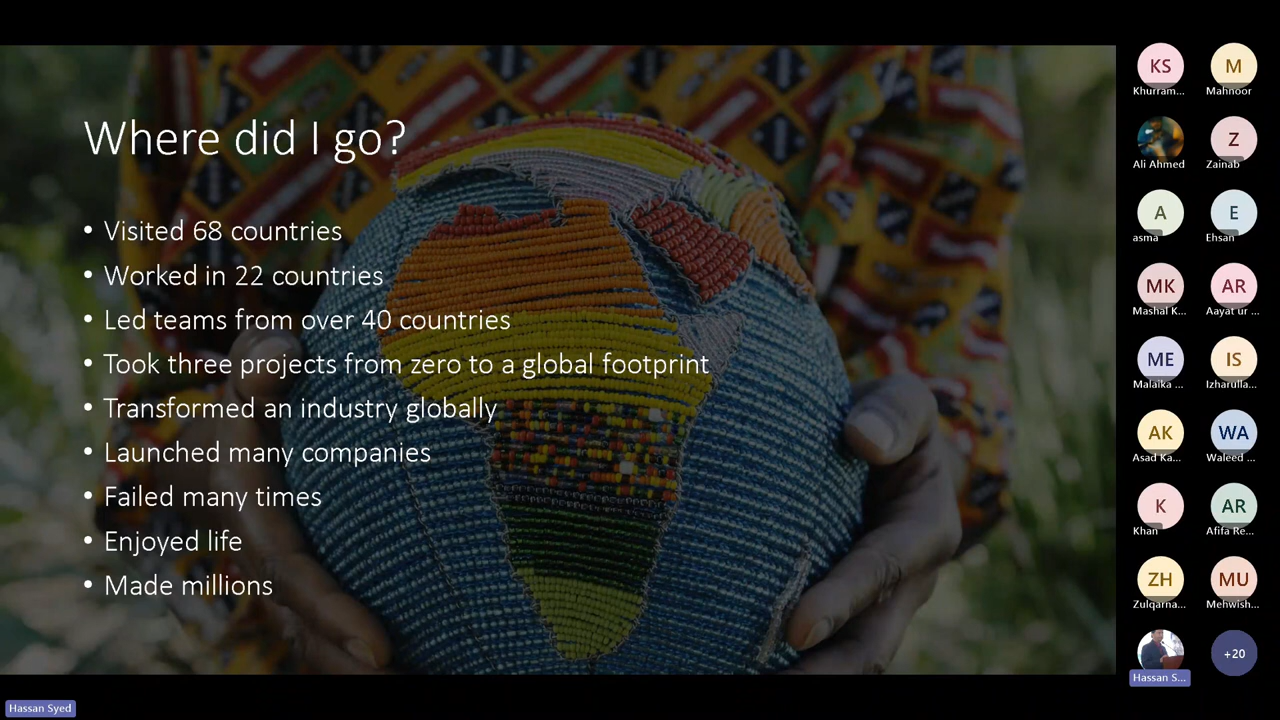 Where did I go?
• Visited 68 countries
• Worked in 22 countries
• Led teams from over 40 countries
• Took three projects from zero to a global footprint
• Transformed an industry globally
• Launched many companies
• Failed many times
• Enjoyed life
• Made millions
KS
Khurram...
M
Mahnoor
Ali Ahmed
Z
Zainab
A
asma
E
Ehsan
MK
Mashal K...
AR
Aayat ur ...
ME
Malaika ...
IS
Izharulla...
AK
Asad Ka...
WA
Waleed ...
K
Khan
AR
Afifa Re...
ZH
Zulqarna...
MU
Mehwish...
Hassan S...
+20
Hassan Syed